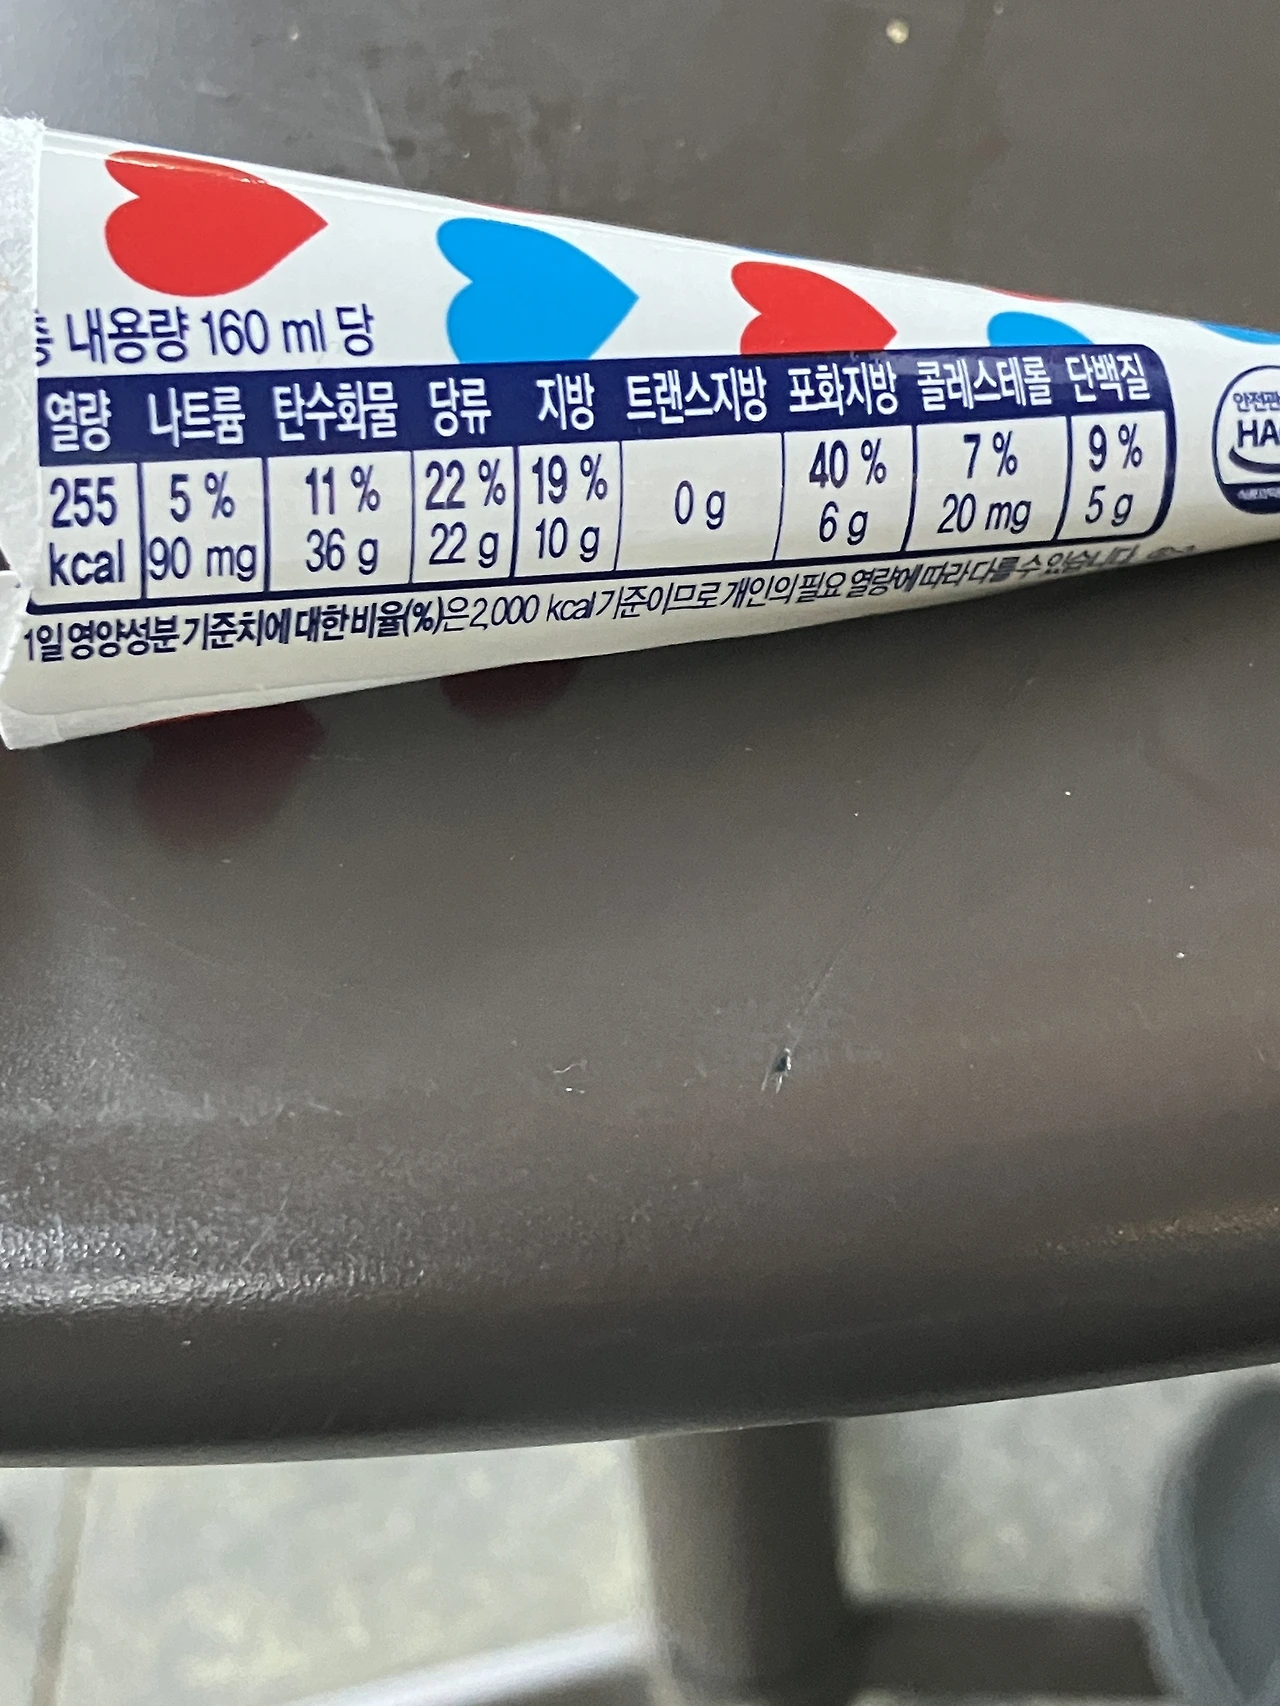 내용량 160 ml 당
열량 나트륨 탄수화물 당류 지방 트랜스지방 포화지방 콜레스테롤 단백질
255 kcal 5 % 90 mg 11 % 36 g 22 % 22 g 19 % 10 g 0 g 40 % 6 g 7 % 20 mg 9 % 5 g
1일 영양성분 기준치에 대한 비율(%)은 2,000 kcal 기준이므로 개인의 필요 열량에 따라 다를 수 있습니다.
안전관
HA